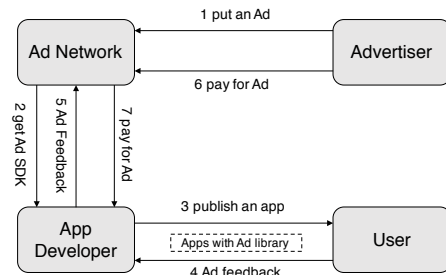 1 put an Ad
Ad Network
Advertiser
6 pay for Ad
2 get Ad SDK
5 Ad Feedback
7 pay for Ad
3 publish an app
App
Developer
Apps with Ad library
User
4 Ad feedback